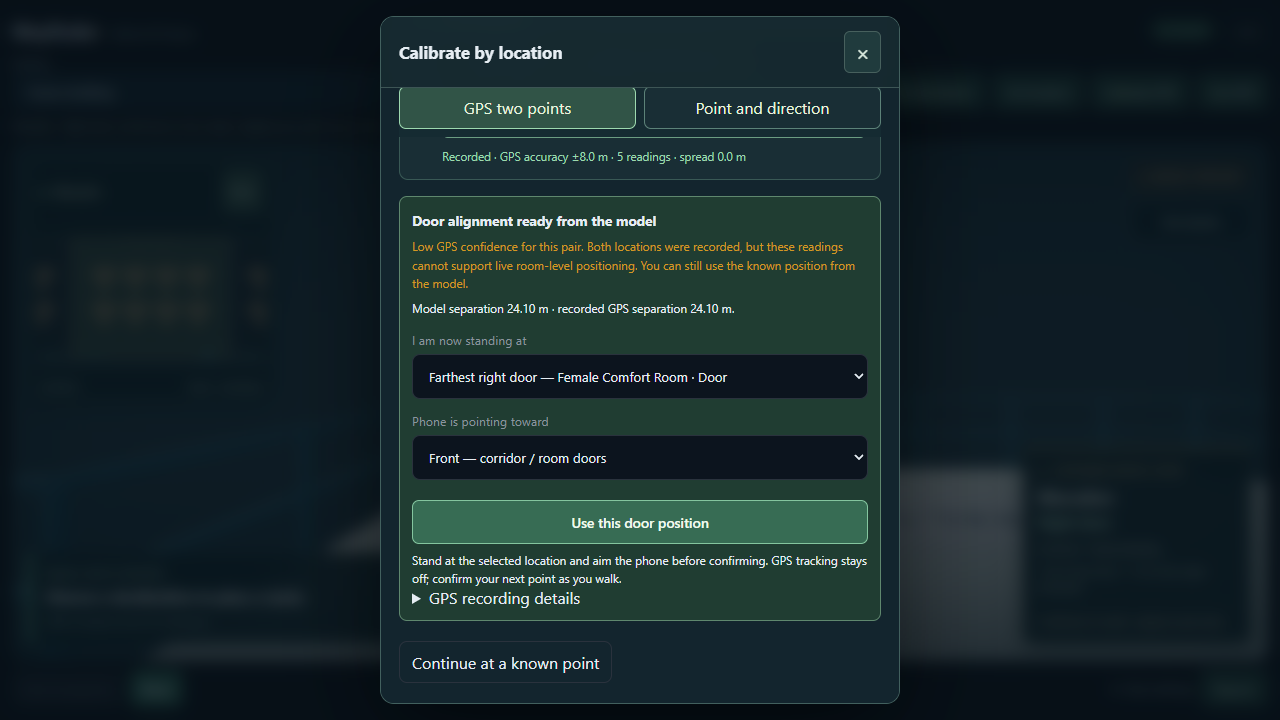 Calibrate by location
×
GPS two points
Point and direction
Recorded · GPS accuracy ±8.0 m · 5 readings · spread 0.0 m
Door alignment ready from the model
Low GPS confidence for this pair. Both locations were recorded, but these readings
cannot support live room-level positioning. You can still use the known position from
the model.
Model separation 24.10 m · recorded GPS separation 24.10 m.
I am now standing at
Farthest right door — Female Comfort Room · Door
Phone is pointing toward
Front — corridor / room doors
Use this door position
Stand at the selected location and aim the phone before confirming. GPS tracking stays
off; confirm your next point as you walk.
GPS recording details
Continue at a known point